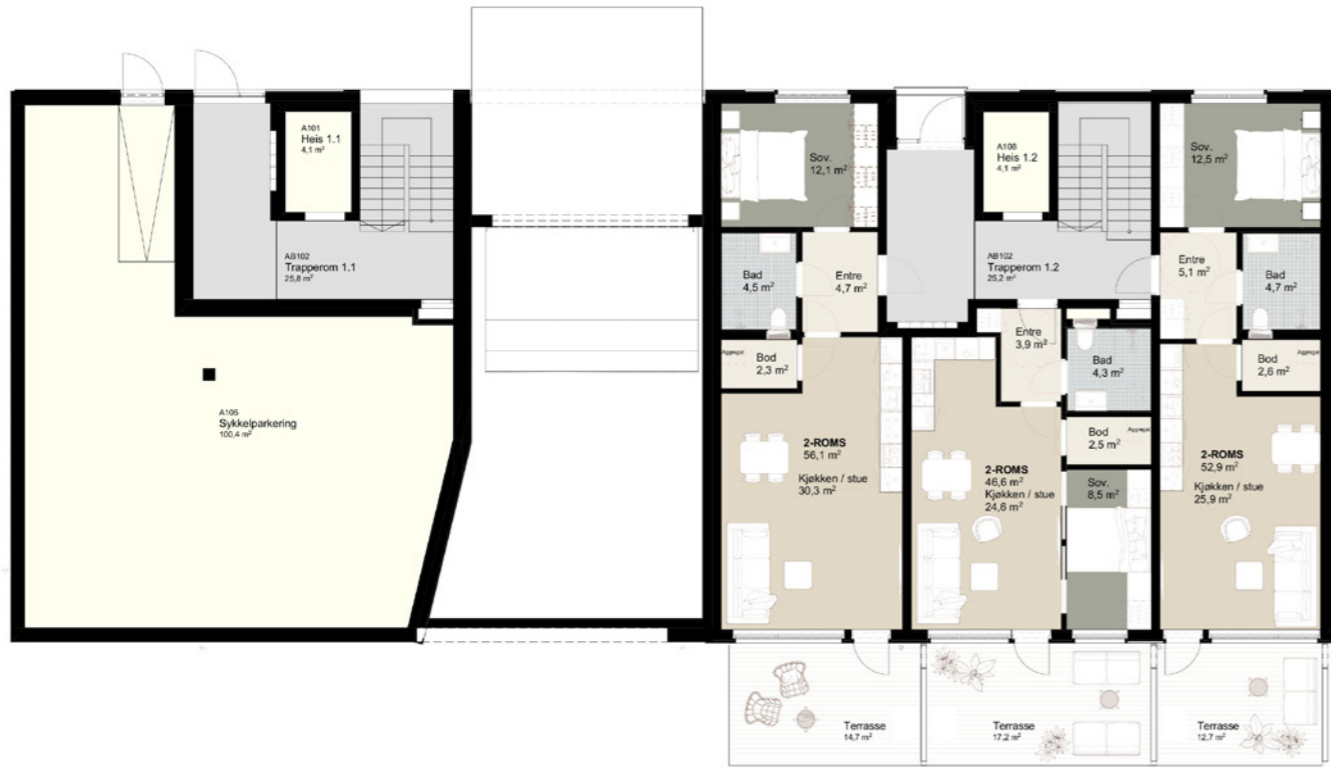 A101
Heis 1.1
4,1 m²
AB102
Trapperom 1.1
25,8 m²
A105
Sykkelparkering
100,4 m²
Sov.
12,1 m²
Bad
4,5 m²
Entre
4,7 m²
Aggregat
Bod
2,3 m²
2-ROMS
56,1 m²
Kjøkken / stue
30,3 m²
Terrasse
14,7 m²
A108
Heis 1.2
4,1 m²
AB102
Trapperom 1.2
25,2 m²
Entre
3,9 m²
Bad
4,3 m²
Bod
2,5 m²
Aggregat
2-ROMS
46,6 m²
Kjøkken / stue
24,6 m²
Sov.
8,5 m²
Terrasse
17,2 m²
Sov.
12,5 m²
Entre
5,1 m²
Bad
4,7 m²
Bod
2,6 m²
Aggregat
2-ROMS
52,9 m²
Kjøkken / stue
25,9 m²
Terrasse
12,7 m²